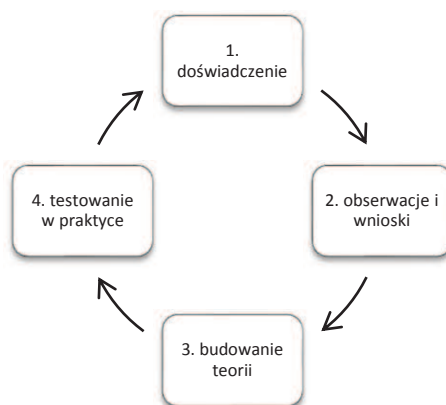 1.
doświadczenie
2. obserwacje i
wnioski
3. budowanie
teorii
4. testowanie
w praktyce